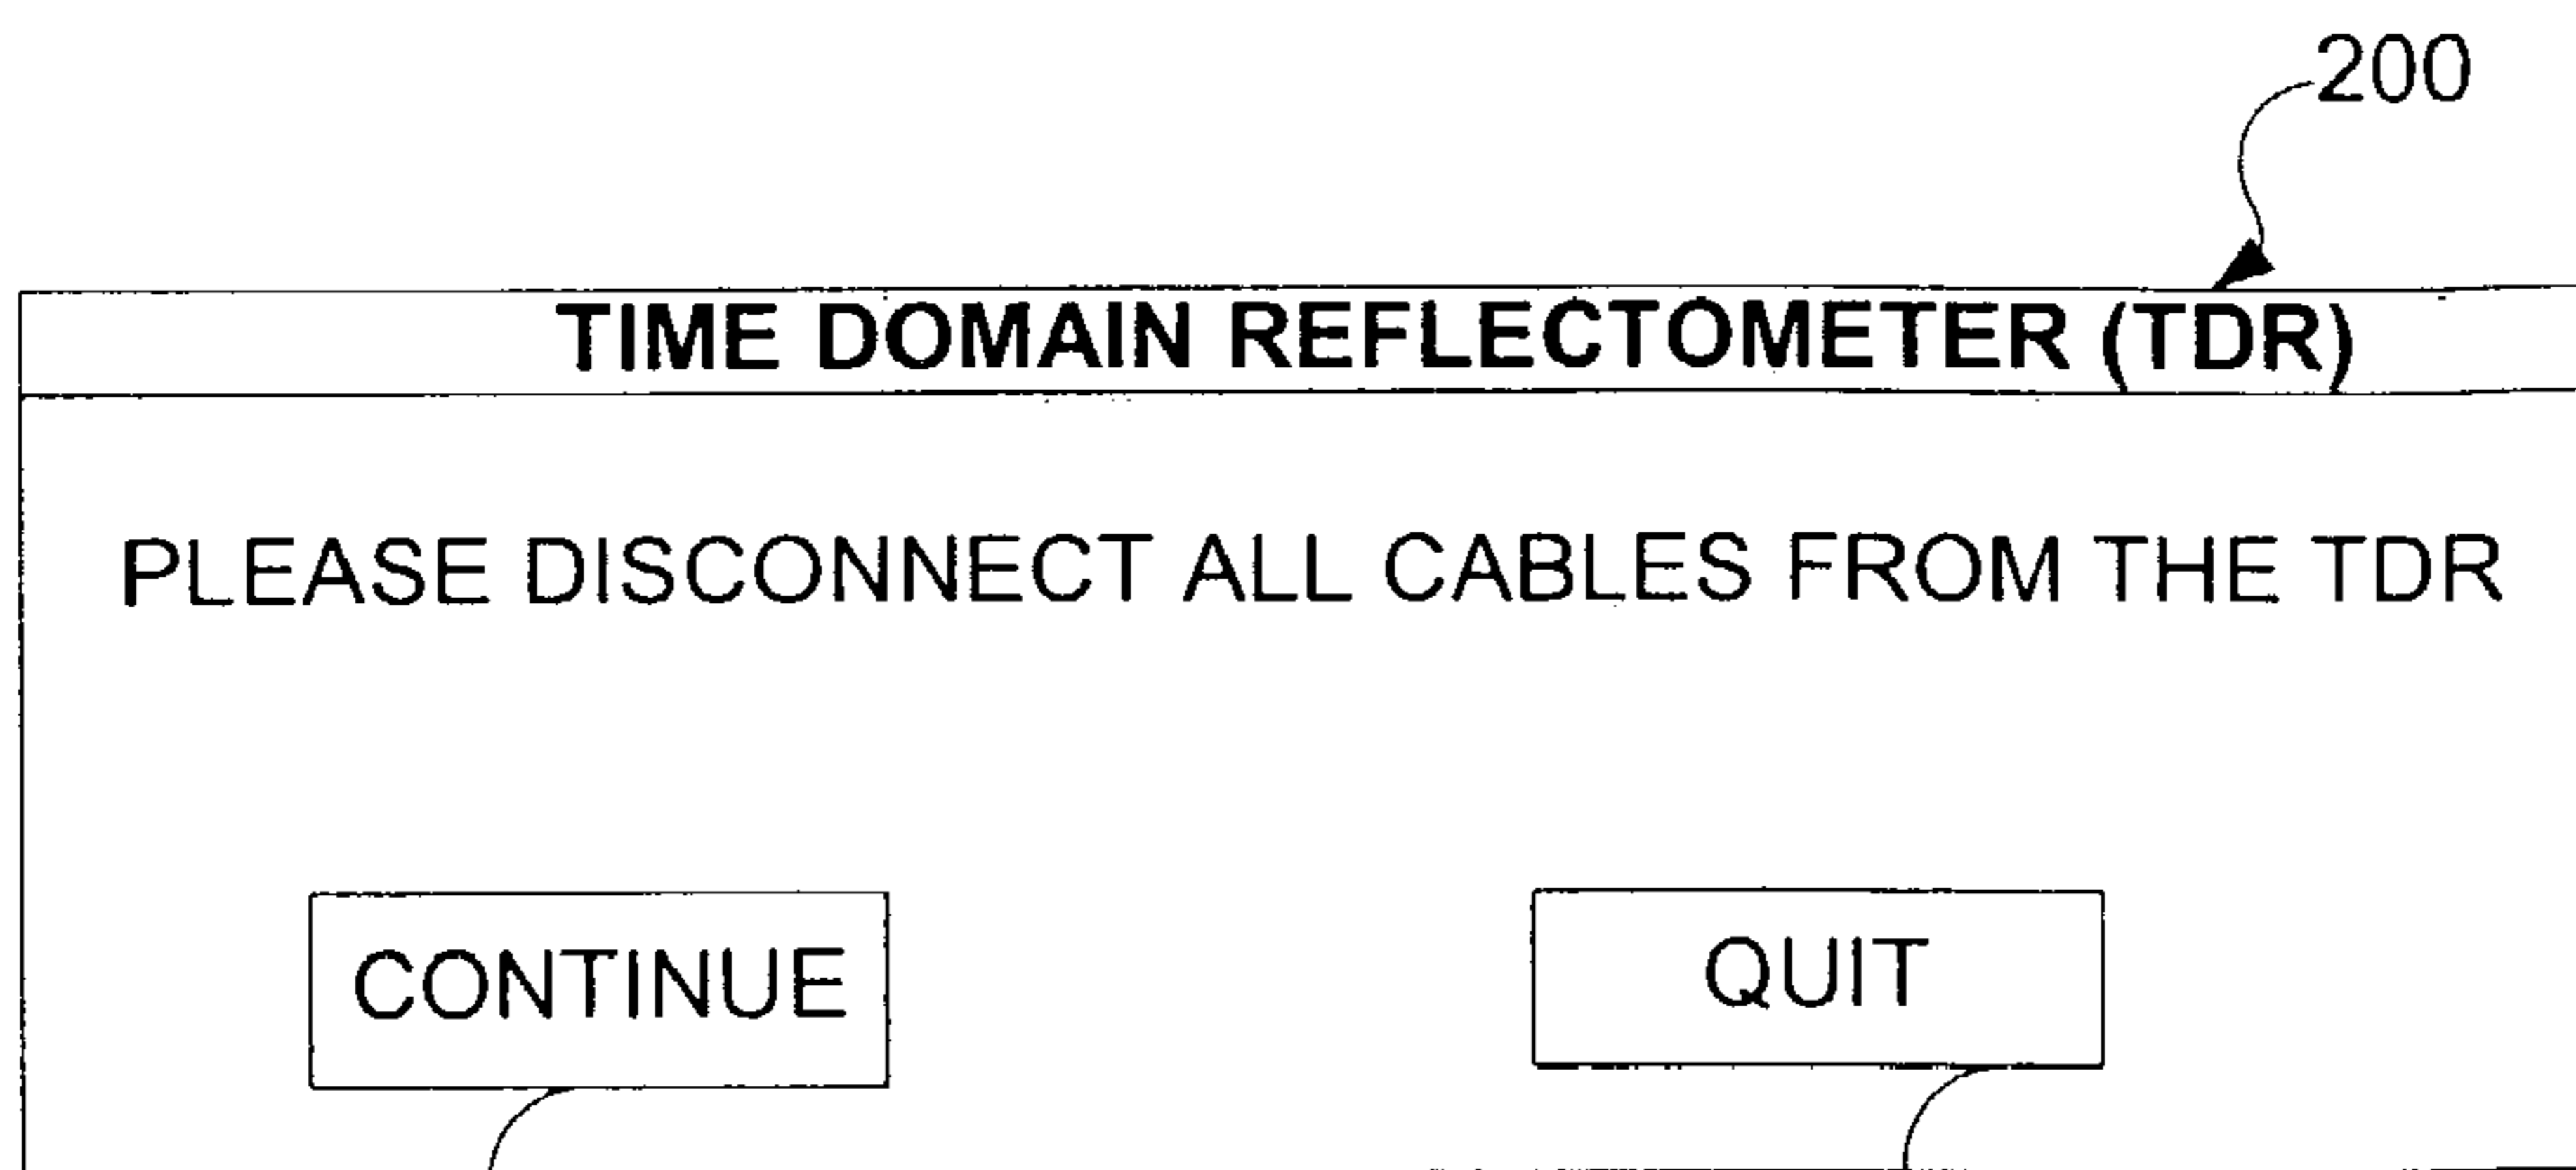 200
TIME DOMAIN REFLECTOMETER (TDR)
PLEASE DISCONNECT ALL CABLES FROM THE TDR
CONTINUE
QUIT